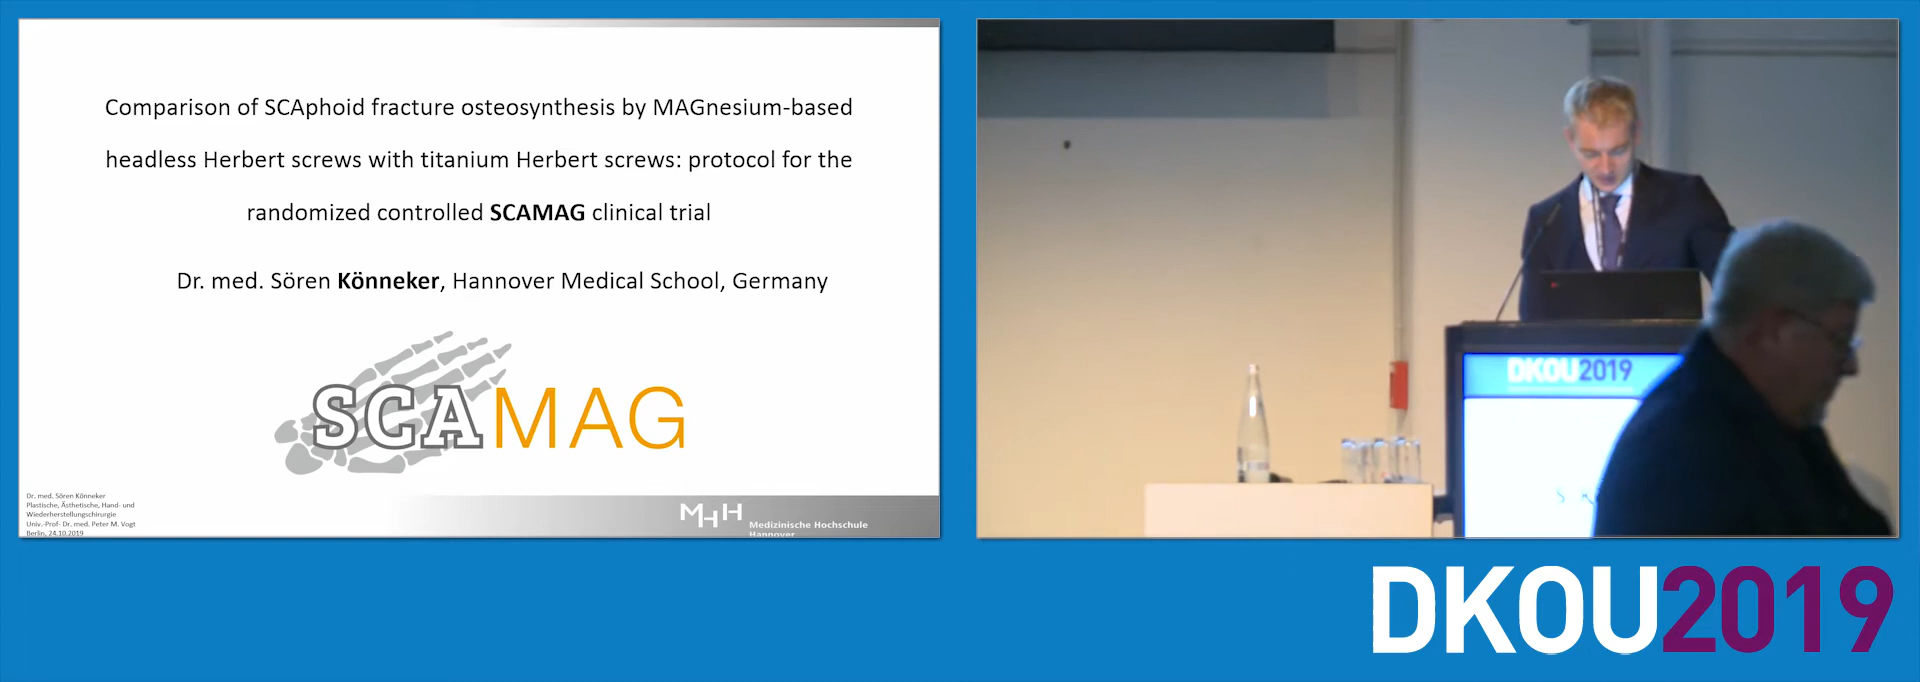 Comparison of SCAphoid fracture osteosynthesis by MAGnesium-based
headless Herbert screws with titanium Herbert screws: protocol for the
randomized controlled SCAMAG clinical trial
Dr. med. Sören Könneker, Hannover Medical School, Germany
SCAMAG
Dr. med. Sören Könneker
Plastische, Ästhetische, Hand- und
Wiederherstellungschirurgie
Univ.-Prof- Dr. med. Peter M. Vogt
Berlin, 24.10.2019
MHH
Medizinische Hochschule
Hannover
DKOU2019
DKOU2019